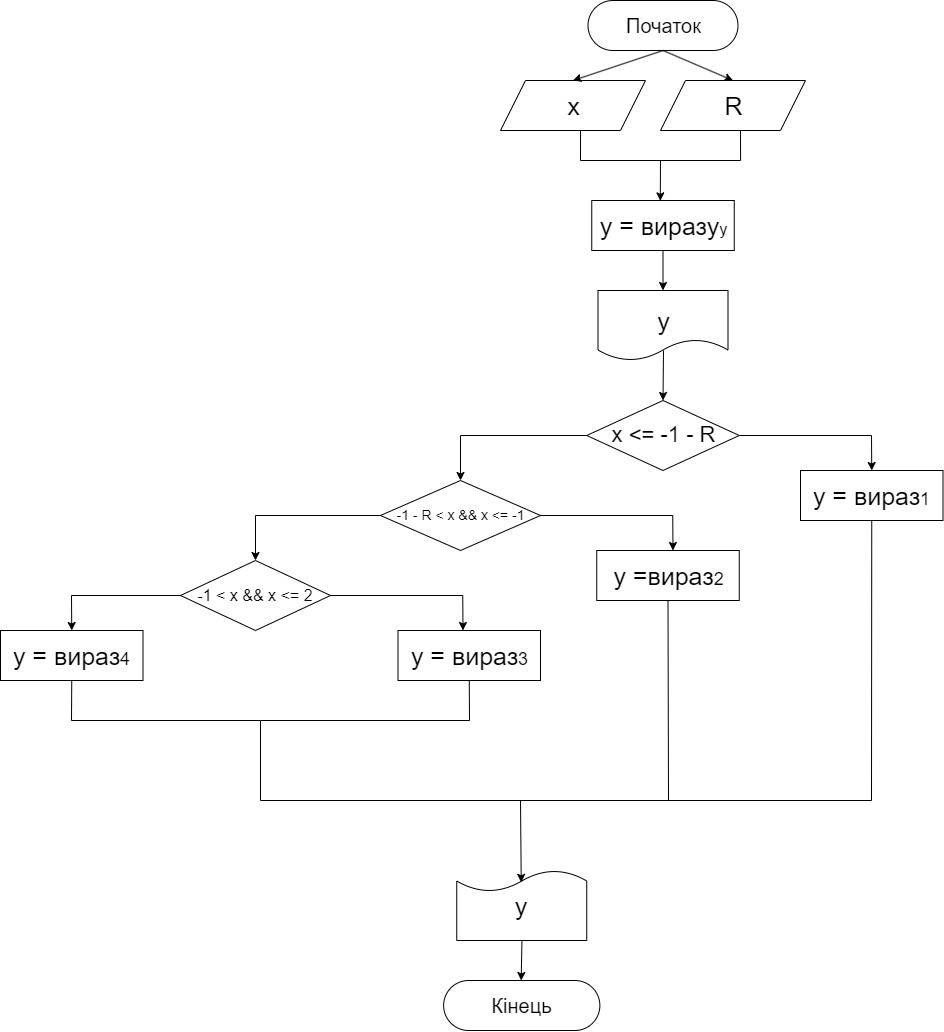 Початок
x
R
y = виразуy
y
x <= -1 - R
y = вираз1
-1 - R < x && x <= -1
y =вираз2
-1 < x && x <= 2
y = вираз4
y = вираз3
y
Кінець